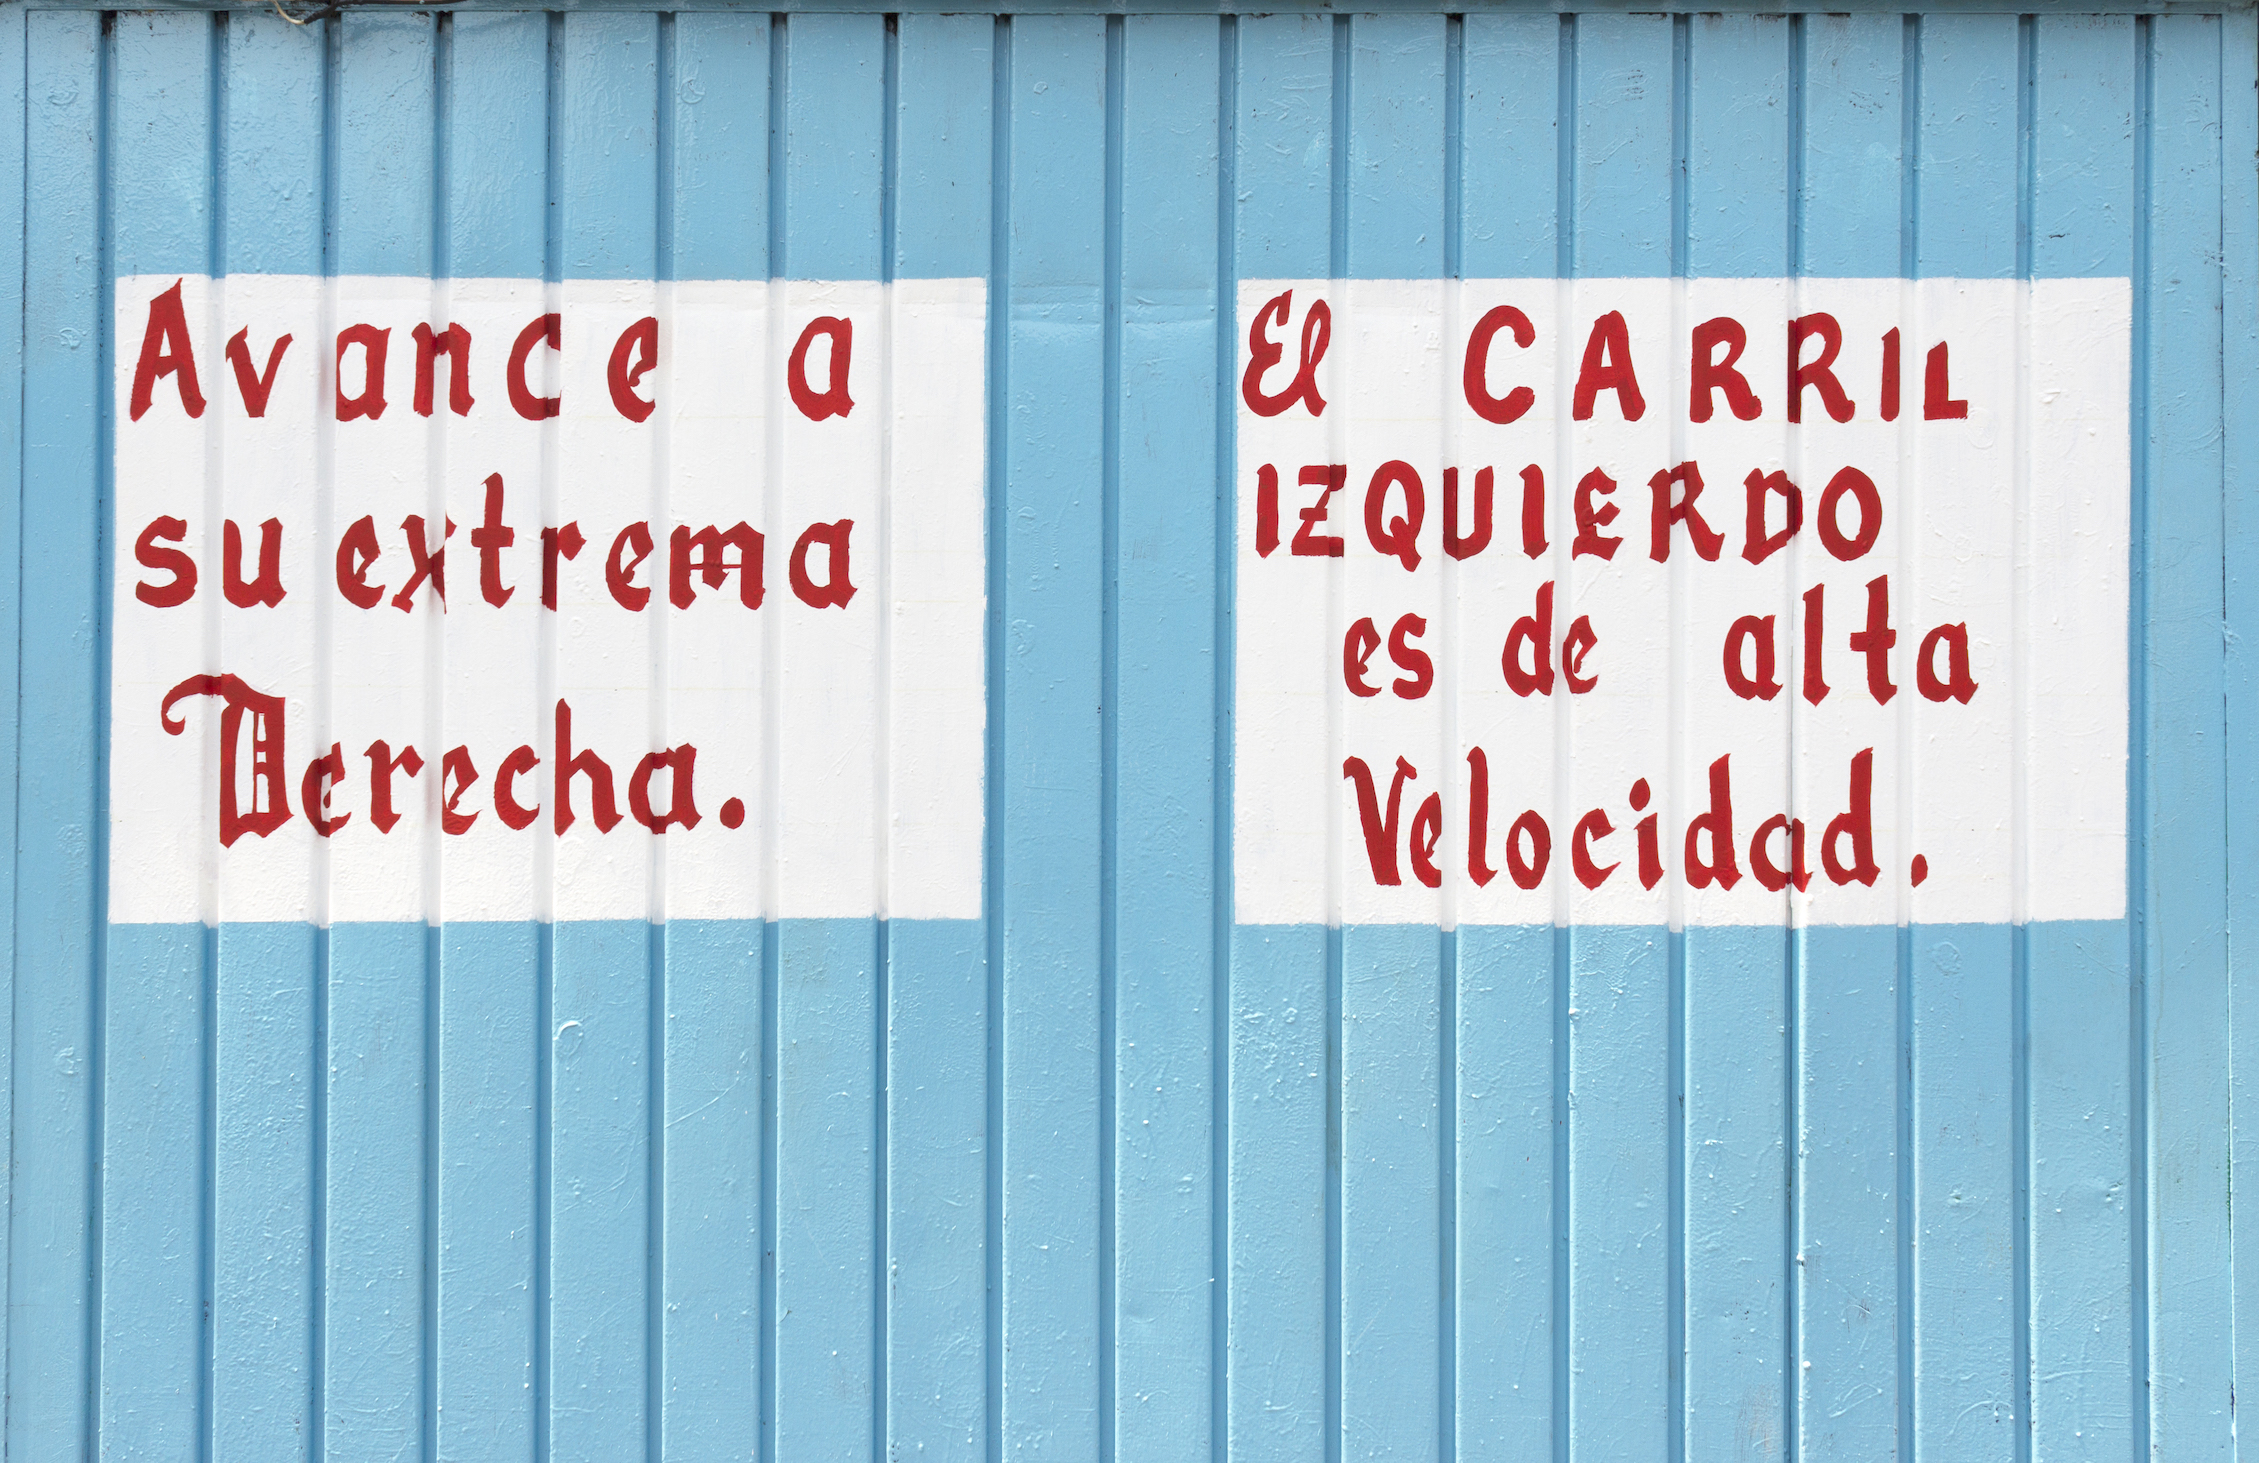 Avance a
su extrema
Derecha.
El CARRIL
IZQUIERDO
es de alta
Velocidad.